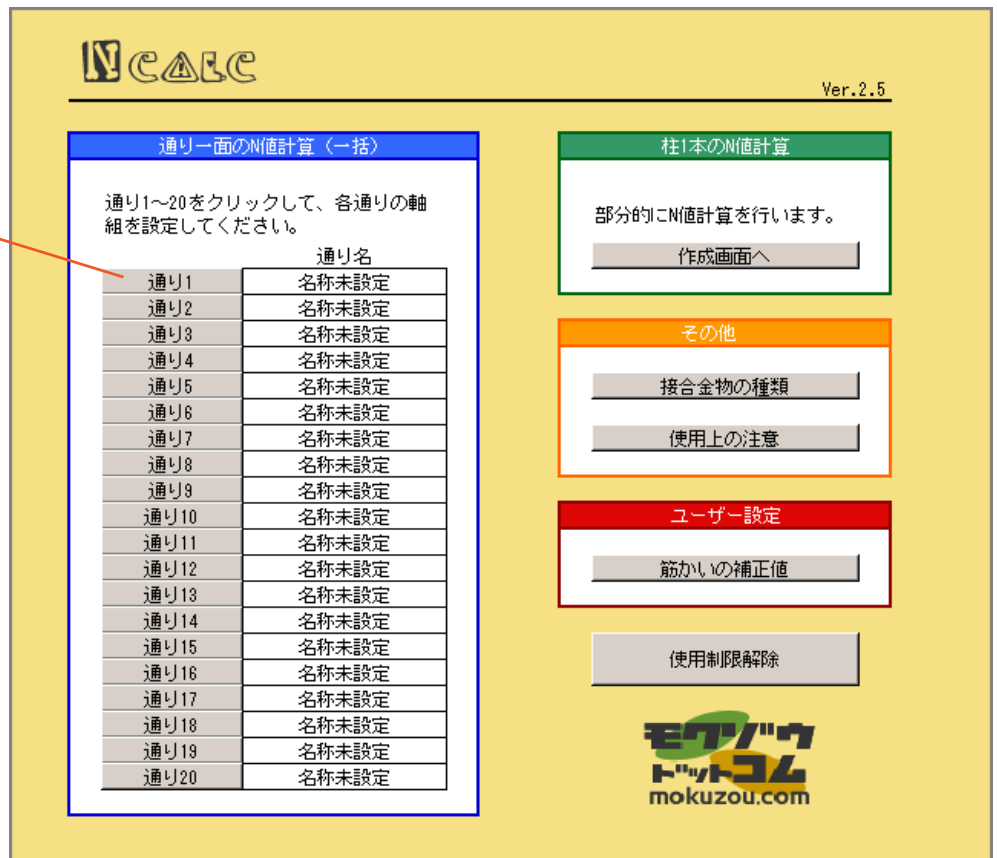 N CALC
Ver.2.5
通り一面のN値計算（一括）
通り1～20をクリックして、各通りの軸
組を設定してください。
通り名
通り1 名称未設定
通り2 名称未設定
通り3 名称未設定
通り4 名称未設定
通り5 名称未設定
通り6 名称未設定
通り7 名称未設定
通り8 名称未設定
通り9 名称未設定
通り10 名称未設定
通り11 名称未設定
通り12 名称未設定
通り13 名称未設定
通り14 名称未設定
通り15 名称未設定
通り16 名称未設定
通り17 名称未設定
通り18 名称未設定
通り19 名称未設定
通り20 名称未設定
柱1本のN値計算
部分的にN値計算を行います。
作成画面へ
その他
接合金物の種類
使用上の注意
ユーザー設定
筋かいの補正値
使用制限解除
モクゾウ
ドットコム
mokuzou.com